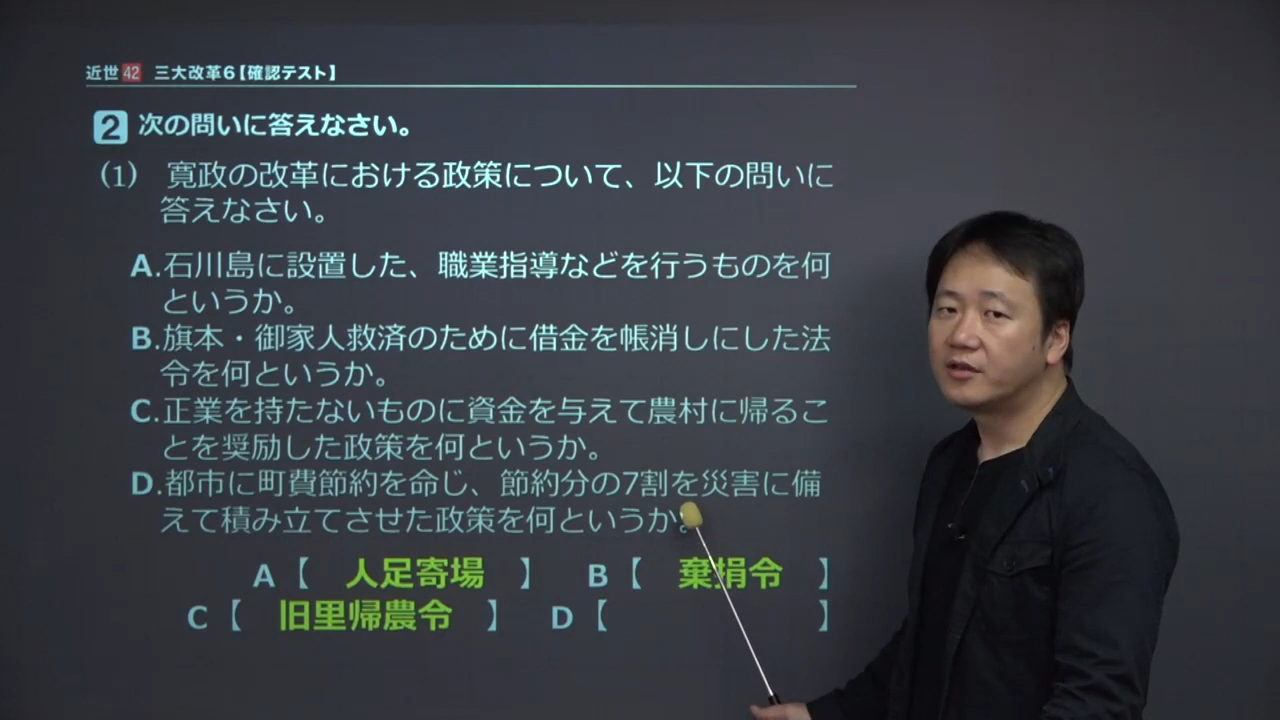 近世42 三大改革6【確認テスト】
2 次の問いに答えなさい。
(1) 寛政の改革における政策について、以下の問いに
答えなさい。
A.石川島に設置した、職業指導などを行うものを何
というか。
B.旗本・御家人救済のために借金を帳消しにした法
令を何というか。
C.正業を持たないものに資金を与えて農村に帰るこ
とを奨励した政策を何というか。
D.都市に町費節約を命じ、節約分の7割を災害に備
えて積み立てさせた政策を何というか。
A【 人足寄場 】 B【 棄捐令 】
C【 旧里帰農令 】 D【 】